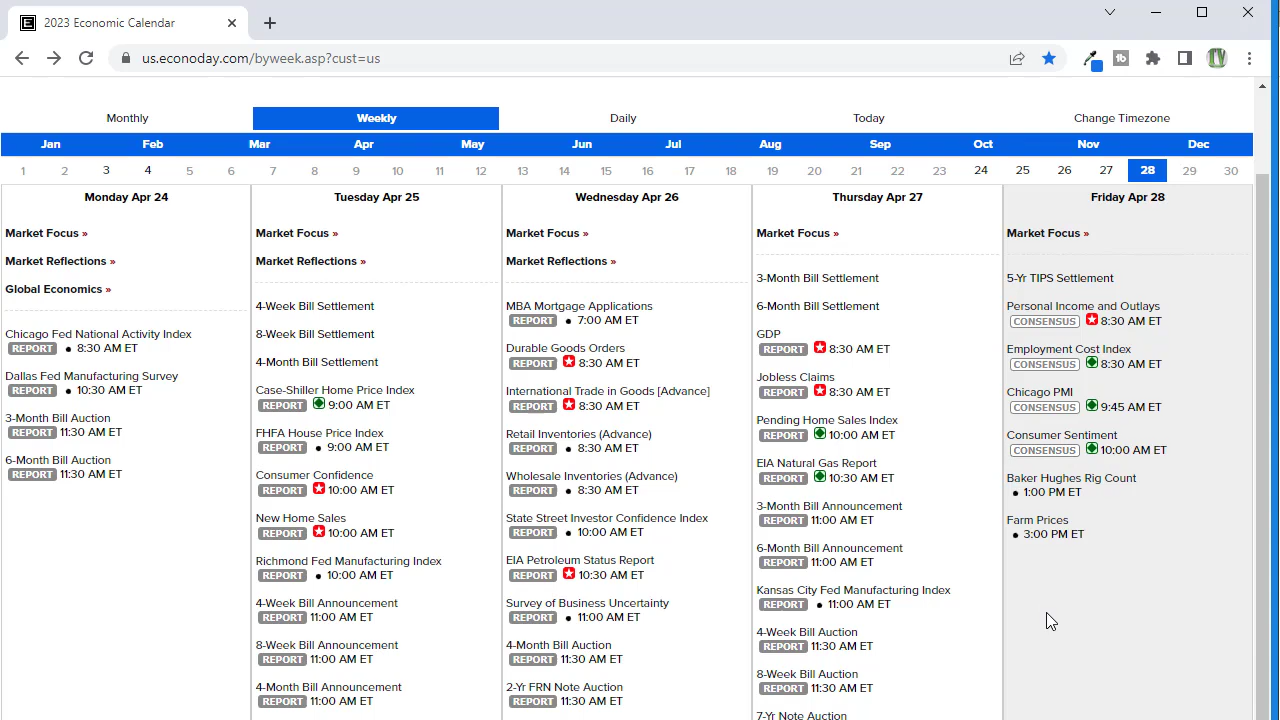 2023 Economic Calendar
us.econoday.com/byweek.asp?cust=us
Monthly Weekly Daily Today Change Timezone
Jan Feb Mar Apr May Jun Jul Aug Sep Oct Nov Dec
1 2 3 4 5 6 7 8 9 10 11 12 13 14 15 16 17 18 19 20 21 22 23 24 25 26 27 28 29 30
Monday Apr 24
Market Focus »
Market Reflections »
Global Economics »
Chicago Fed National Activity Index
REPORT • 8:30 AM ET
Dallas Fed Manufacturing Survey
REPORT • 10:30 AM ET
3-Month Bill Auction
REPORT 11:30 AM ET
6-Month Bill Auction
REPORT 11:30 AM ET
Tuesday Apr 25
Market Focus »
Market Reflections »
4-Week Bill Settlement
8-Week Bill Settlement
4-Month Bill Settlement
Case-Shiller Home Price Index
REPORT 9:00 AM ET
FHFA House Price Index
REPORT • 9:00 AM ET
Consumer Confidence
REPORT 10:00 AM ET
New Home Sales
REPORT 10:00 AM ET
Richmond Fed Manufacturing Index
REPORT • 10:00 AM ET
4-Week Bill Announcement
REPORT 11:00 AM ET
8-Week Bill Announcement
REPORT 11:00 AM ET
4-Month Bill Announcement
REPORT 11:00 AM ET
Wednesday Apr 26
Market Focus »
Market Reflections »
MBA Mortgage Applications
REPORT • 7:00 AM ET
Durable Goods Orders
REPORT 8:30 AM ET
International Trade in Goods [Advance]
REPORT 8:30 AM ET
Retail Inventories (Advance)
REPORT • 8:30 AM ET
Wholesale Inventories (Advance)
REPORT • 8:30 AM ET
State Street Investor Confidence Index
REPORT • 10:00 AM ET
EIA Petroleum Status Report
REPORT 10:30 AM ET
Survey of Business Uncertainty
REPORT • 11:00 AM ET
4-Month Bill Auction
REPORT 11:30 AM ET
2-Yr FRN Note Auction
REPORT 11:30 AM ET
Thursday Apr 27
Market Focus »
3-Month Bill Settlement
6-Month Bill Settlement
GDP
REPORT 8:30 AM ET
Jobless Claims
REPORT 8:30 AM ET
Pending Home Sales Index
REPORT 10:00 AM ET
EIA Natural Gas Report
REPORT 10:30 AM ET
3-Month Bill Announcement
REPORT 11:00 AM ET
6-Month Bill Announcement
REPORT 11:00 AM ET
Kansas City Fed Manufacturing Index
REPORT • 11:00 AM ET
4-Week Bill Auction
REPORT 11:30 AM ET
8-Week Bill Auction
REPORT 11:30 AM ET
7-Yr Note Auction
Friday Apr 28
Market Focus »
5-Yr TIPS Settlement
Personal Income and Outlays
CONSENSUS 8:30 AM ET
Employment Cost Index
CONSENSUS 8:30 AM ET
Chicago PMI
CONSENSUS 9:45 AM ET
Consumer Sentiment
CONSENSUS 10:00 AM ET
Baker Hughes Rig Count
• 1:00 PM ET
Farm Prices
• 3:00 PM ET